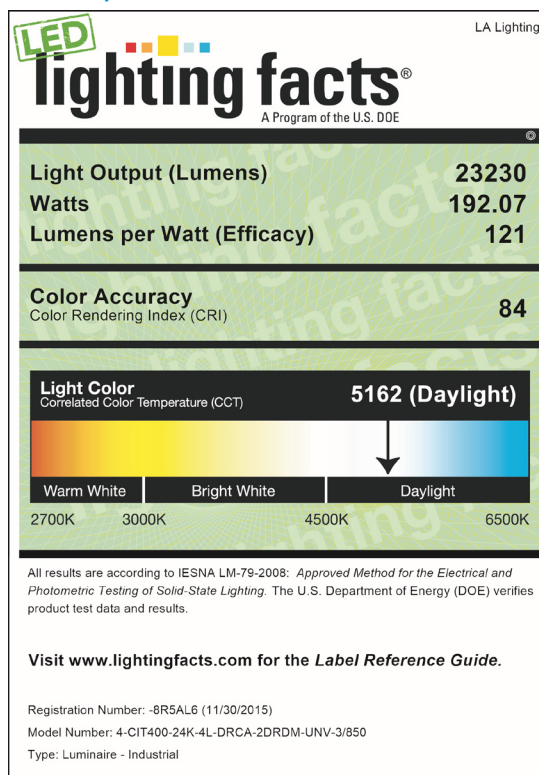 LA Lighting
LED
lighting facts®
A Program of the U.S. DOE
Light Output (Lumens) 23230
Watts 192.07
Lumens per Watt (Efficacy) 121
Color Accuracy
Color Rendering Index (CRI) 84
Light Color
Correlated Color Temperature (CCT) 5162 (Daylight)
Warm White Bright White Daylight
2700K 3000K 4500K 6500K
All results are according to IESNA LM-79-2008: Approved Method for the Electrical and
Photometric Testing of Solid-State Lighting. The U.S. Department of Energy (DOE) verifies
product test data and results.
Visit www.lightingfacts.com for the Label Reference Guide.
Registration Number: -8R5AL6 (11/30/2015)
Model Number: 4-CIT400-24K-4L-DRCA-2DRDM-UNV-3/850
Type: Luminaire - Industrial